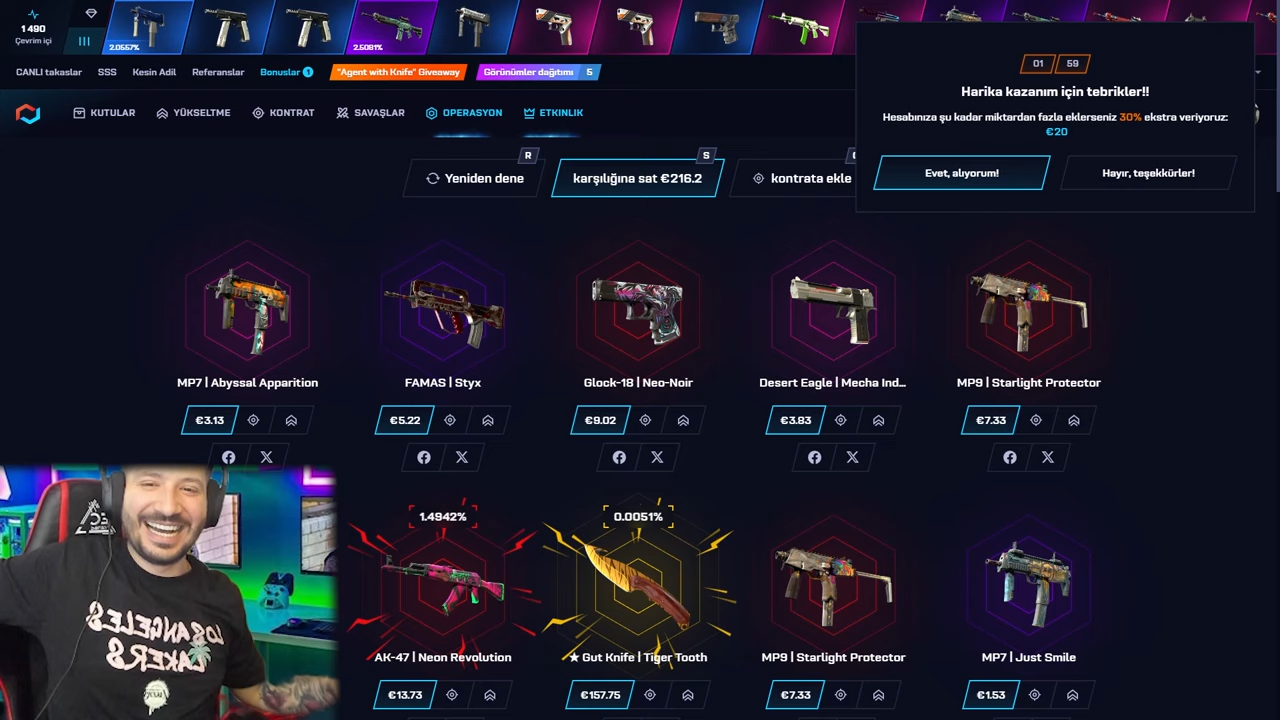 1 490
Çevrim içi
2.0557%
2.5081%
CANLI takaslar
SSS
Kesin Adil
Referanslar
Bonuslar 1
"Agent with Knife" Giveaway
Görünümler dağıtımı 5
KUTULAR
YÜKSELTME
KONTRAT
SAVAŞLAR
OPERASYON
ETKINLIK
01 59
Harika kazanım için tebrikler!!
Hesabınıza şu kadar miktardan fazla eklerseniz 30% ekstra veriyoruz:
€20
Evet, alıyorum!
Hayır, teşekkürler!
R
Yeniden dene
S
karşılığına sat €216.2
kontrata ekle
MP7 | Abyssal Apparition
FAMAS | Styx
Glock-18 | Neo-Noir
Desert Eagle | Mecha Ind...
MP9 | Starlight Protector
€3.13
€5.22
€9.02
€3.83
€7.33
1.4942%
0.0051%
AK-47 | Neon Revolution
★ Gut Knife | Tiger Tooth
MP9 | Starlight Protector
MP7 | Just Smile
€13.73
€157.75
€7.33
€1.53
LOS ANGELES
LAKERS